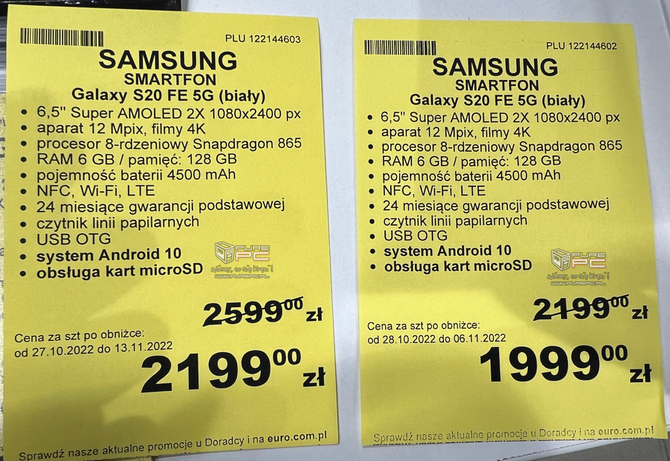 PLU 122144603
SAMSUNG
SMARTFON
Galaxy S20 FE 5G (biały)
• 6,5" Super AMOLED 2X 1080x2400 px
• aparat 12 Mpix, filmy 4K
• procesor 8-rdzeniowy Snapdragon 865
• RAM 6 GB / pamięć: 128 GB
• pojemność baterii 4500 mAh
• NFC, Wi-Fi, LTE
• 24 miesiące gwarancji podstawowej
• czytnik linii papilarnych
• USB OTG
• system Android 10
• obsługa kart microSD
PURE PC
2599⁰⁰ zł
Cena za szt po obniżce:
od 27.10.2022 do 13.11.2022
2199⁰⁰ zł
Sprawdź nasze aktualne promocje u Doradcy i na euro.com.pl
PLU 122144602
SAMSUNG
SMARTFON
Galaxy S20 FE 5G (biały)
• 6,5" Super AMOLED 2X 1080x2400 px
• aparat 12 Mpix, filmy 4K
• procesor 8-rdzeniowy Snapdragon 865
• RAM 6 GB / pamięć: 128 GB
• pojemność baterii 4500 mAh
• NFC, Wi-Fi, LTE
• 24 miesiące gwarancji podstawowej
• czytnik linii papilarnych
• USB OTG
• system Android 10
• obsługa kart microSD
PURE PC
2199⁰⁰ zł
Cena za szt po obniżce:
od 28.10.2022 do 06.11.2022
1999⁰⁰ zł
Sprawdź nasze aktualne promocje u Doradcy i na euro.com.pl